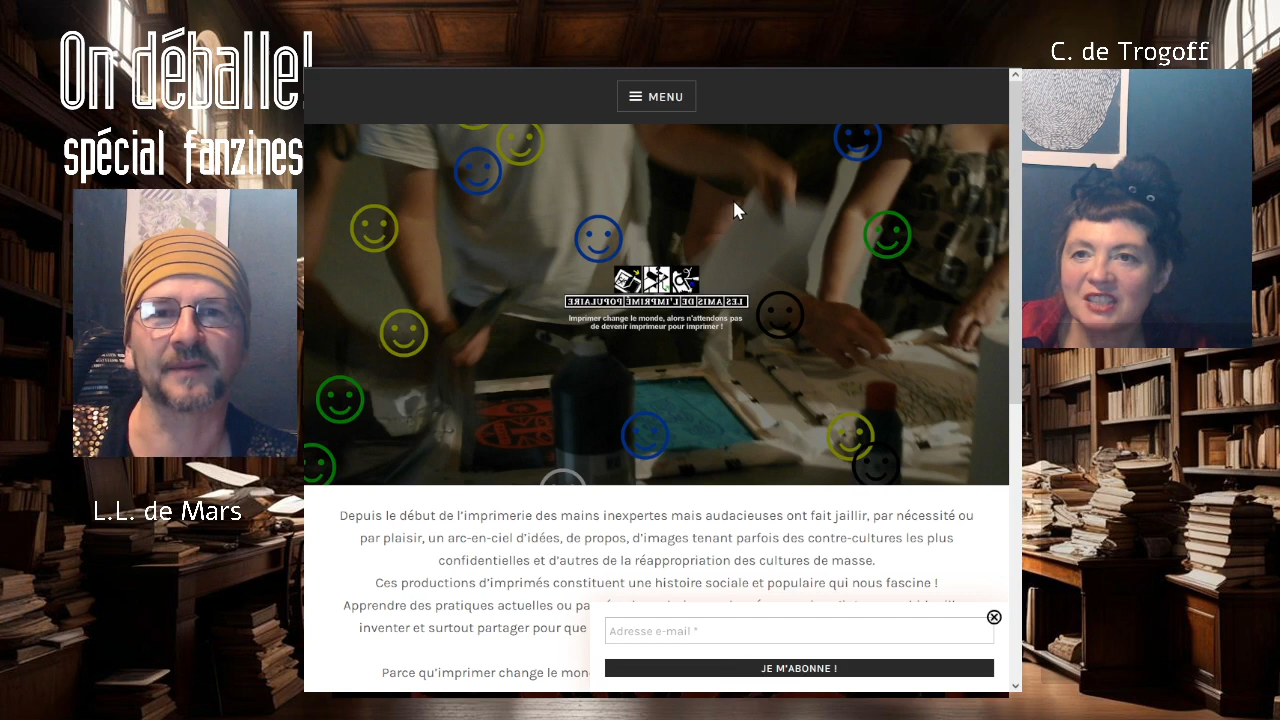 On déballe!
spécial fanzines
C. de Trogoff
L.L. de Mars
MENU
LES AMIS DE L'IMPRIMÉ POPULAIRE
Imprimer change le monde, alors n'attendons pas
de devenir imprimeur pour imprimer !
Depuis le début de l'imprimerie des mains inexpertes mais audacieuses ont fait jaillir, par nécessité ou
par plaisir, un arc-en-ciel d'idées, de propos, d'images tenant parfois des contre-cultures les plus
confidentielles et d'autres de la réappropriation des cultures de masse.
Ces productions d'imprimés constituent une histoire sociale et populaire qui nous fascine !
Apprendre des pratiques actuelles ou
inventer et surtout partager pour que
Parce qu'imprimer change le
Adresse e-mail *
JE M'ABONNE !